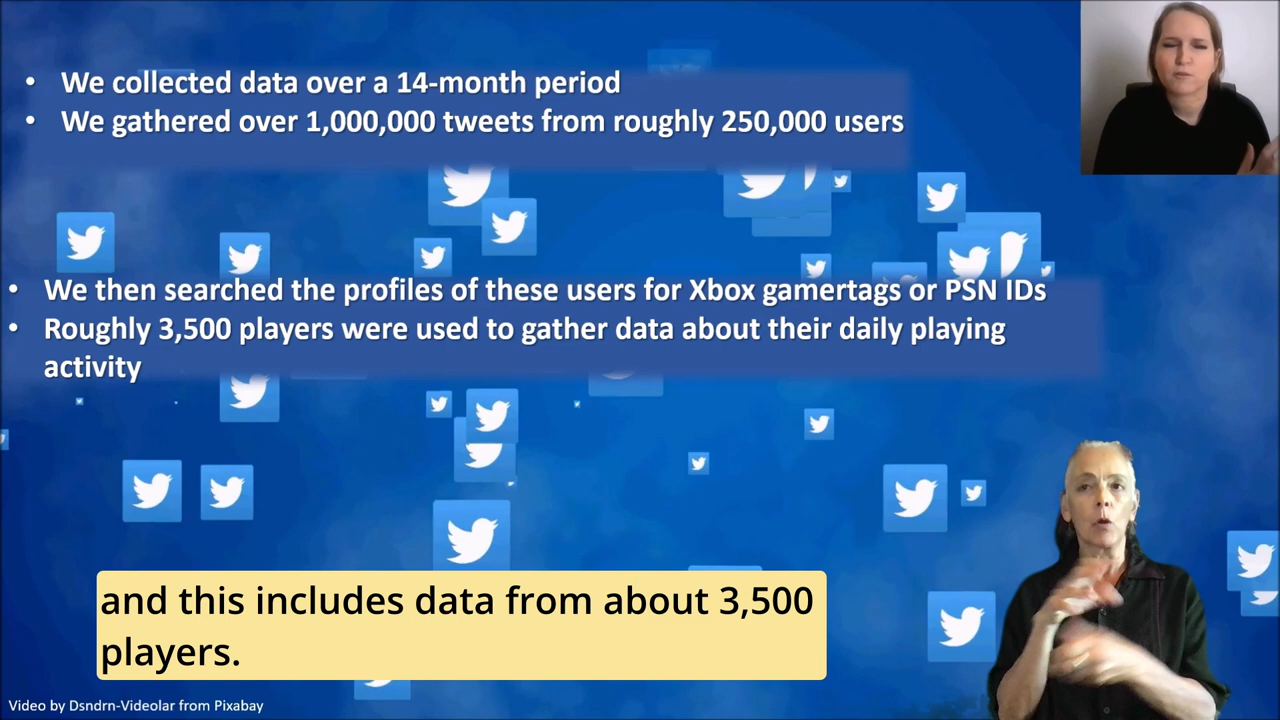 • We collected data over a 14-month period
• We gathered over 1,000,000 tweets from roughly 250,000 users
• We then searched the profiles of these users for Xbox gamertags or PSN IDs
• Roughly 3,500 players were used to gather data about their daily playing
activity
and this includes data from about 3,500
players.
Video by Dsndrn-Videolar from Pixabay